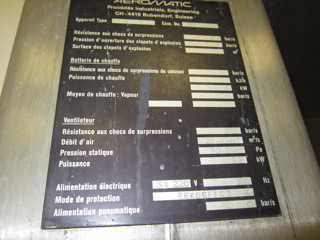 AEROMATIC
Procédés Industriels, Engineering
CH-4416 Bubendorf, Suisse
Appareil Type Com. No.
Résistance aux chocs de surpressions bar/s
Pression d'ouverture des clapets d'explosion
Surface des clapets d'explosion m²
Batterie de chauffe
Résistance aux chocs de surpressions du caisson bar/s
Puissance de chauffe
kW
Moyen de chauffe: Vapeur bar/s
Ventilateur
Résistance aux chocs de surpressions bar/s
Débit d'air m³/s
Pression statique Pa
Puissance kW
Alimentation électrique V Hz
Mode de protection
Alimentation pneumatique bar/s